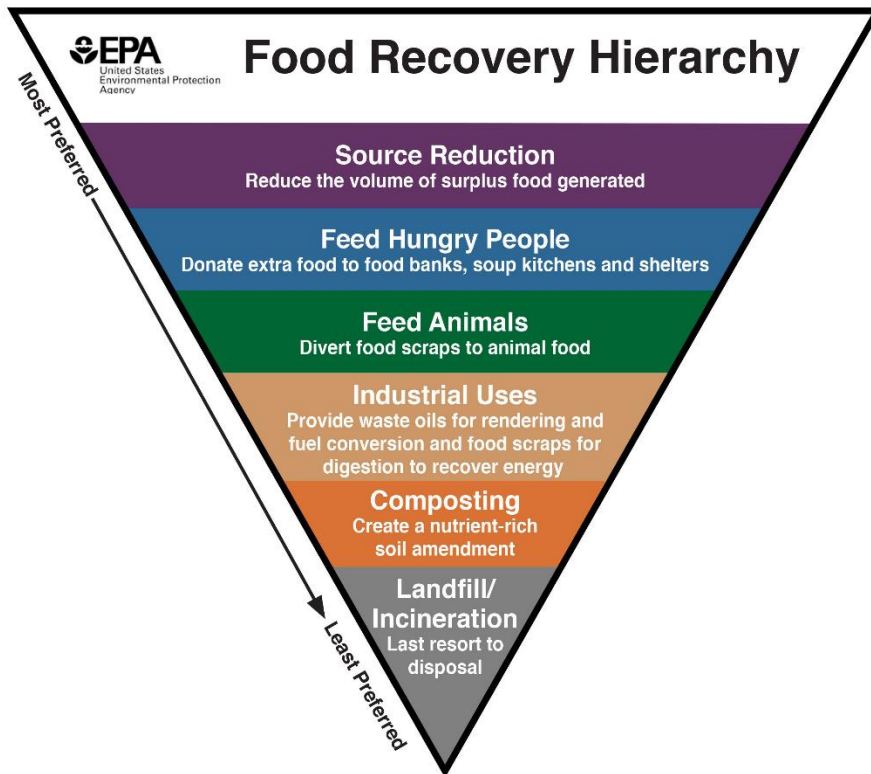 EPA
United States
Environmental Protection
Agency
Food Recovery Hierarchy
Most Preferred
Source Reduction
Reduce the volume of surplus food generated
Feed Hungry People
Donate extra food to food banks, soup kitchens and shelters
Feed Animals
Divert food scraps to animal food
Industrial Uses
Provide waste oils for rendering and
fuel conversion and food scraps for
digestion to recover energy
Composting
Create a nutrient-rich
soil amendment
Landfill/
Incineration
Last resort to
disposal
Least Preferred